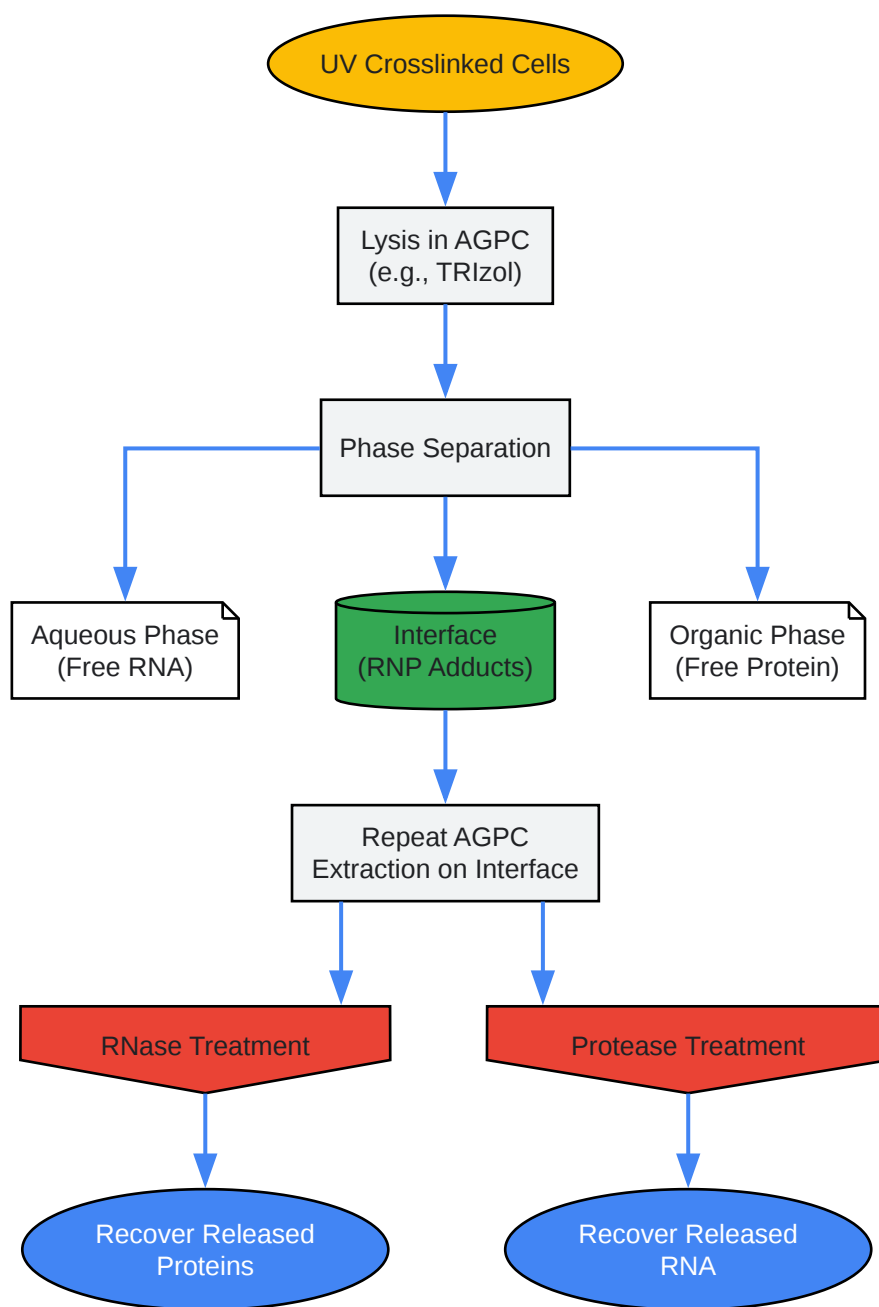 UV Crosslinked Cells
Lysis in AGPC
(e.g., TRIzol)
Phase Separation
Aqueous Phase
(Free RNA)
Interface
(RNP Adducts)
Organic Phase
(Free Protein)
Repeat AGPC
Extraction on Interface
RNase Treatment
Protease Treatment
Recover Released
Proteins
Recover Released
RNA